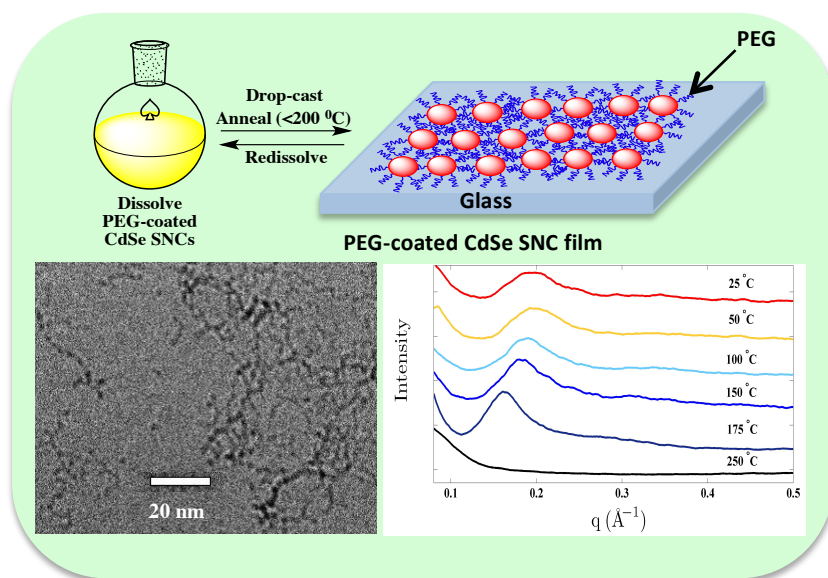 PEG
Drop-cast
Anneal (<200 ⁰C)
Redissolve
Dissolve
PEG-coated
CdSe SNCs
Glass
PEG-coated CdSe SNC film
20 nm
Intensity
25 °C
50 °C
100 °C
150 °C
175 °C
250 °C
0.1 0.2 0.3 0.4 0.5
q (Å⁻¹)